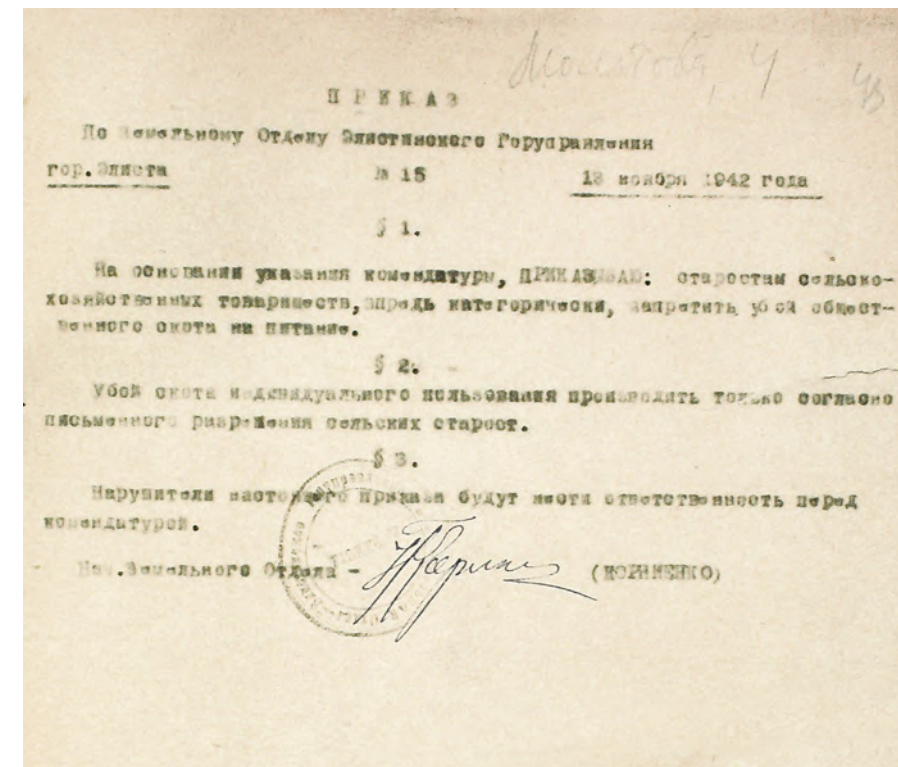 Молотова, 4
43
ПРИКАЗ
По Земельному Отделу Элистинского Горуправления
гор.Элиста № 15 13 ноября 1942 года
§ 1.
На основании указания комендатуры, ПРИКАЗЫВАЮ: старостам сельско-
хозяйственных товариществ, впредь категорически, запретить убой общест-
венного скота на питание.
§ 2.
Убой скота индивидуального пользования производить только согласно
письменного разрешения сельских старост.
§ 3.
Нарушители настоящего приказа будут нести ответственность перед
комендатурой.
Нач.Земельного Отдела - (КОРНИЕНКО)